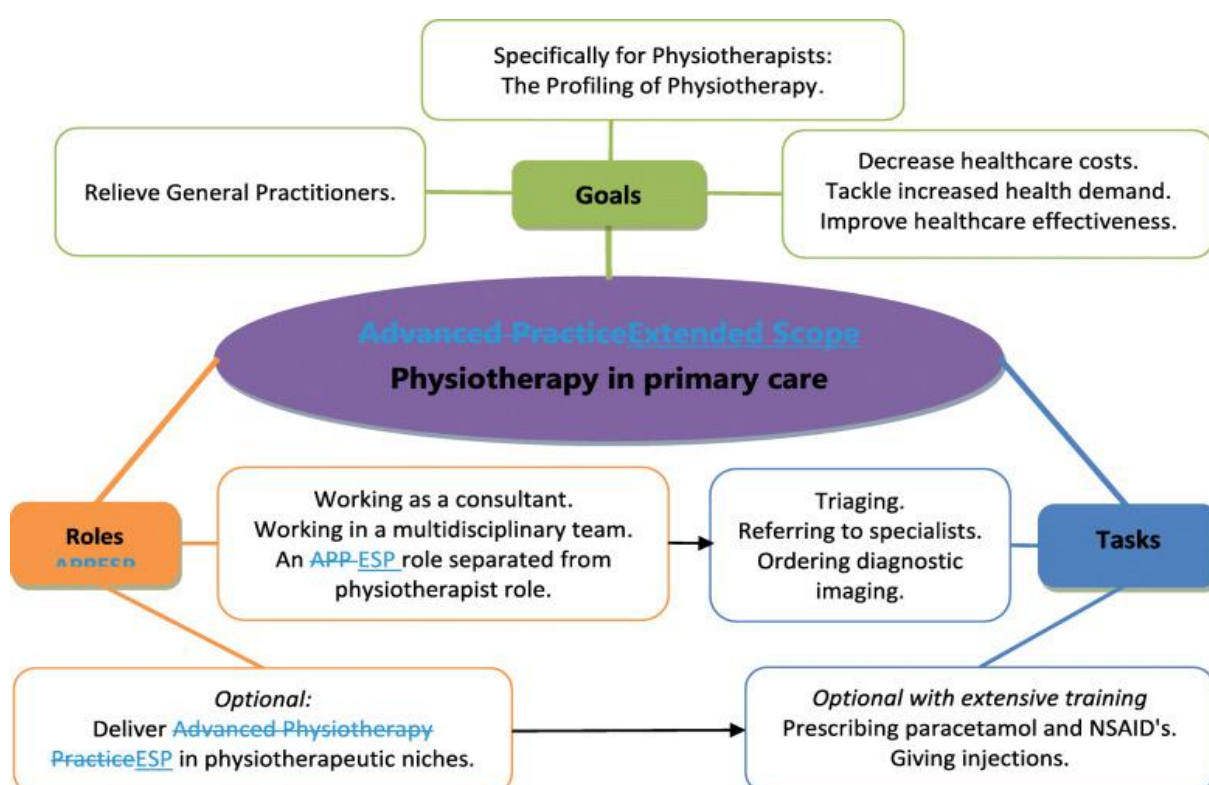 Specifically for Physiotherapists:
The Profiling of Physiotherapy.
Relieve General Practitioners.
Goals
Decrease healthcare costs.
Tackle increased health demand.
Improve healthcare effectiveness.
Advanced PracticeExtended Scope
Physiotherapy in primary care
Roles
Working as a consultant.
Working in a multidisciplinary team.
An APP ESP role separated from
physiotherapist role.
Triaging.
Referring to specialists.
Ordering diagnostic
imaging.
Tasks
Optional:
Deliver Advanced Physiotherapy
PracticeESP in physiotherapeutic niches.
Optional with extensive training
Prescribing paracetamol and NSAID's.
Giving injections.